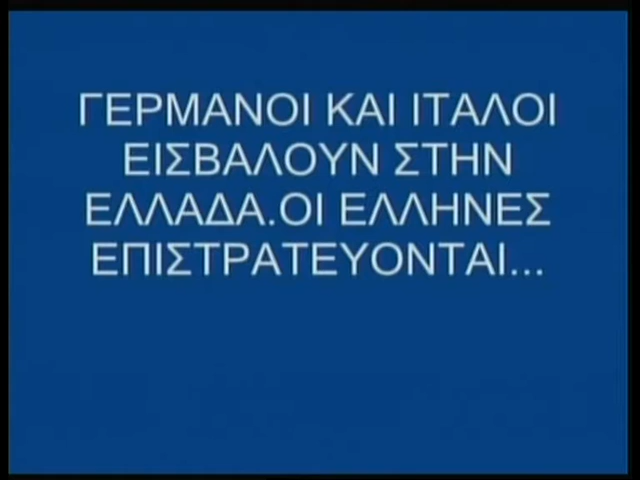 ΓΕΡΜΑΝΟΙ ΚΑΙ ΙΤΑΛΟΙ
ΕΙΣΒΑΛΟΥΝ ΣΤΗΝ
ΕΛΛΑΔΑ.ΟΙ ΕΛΛΗΝΕΣ
ΕΠΙΣΤΡΑΤΕΥΟΝΤΑΙ...